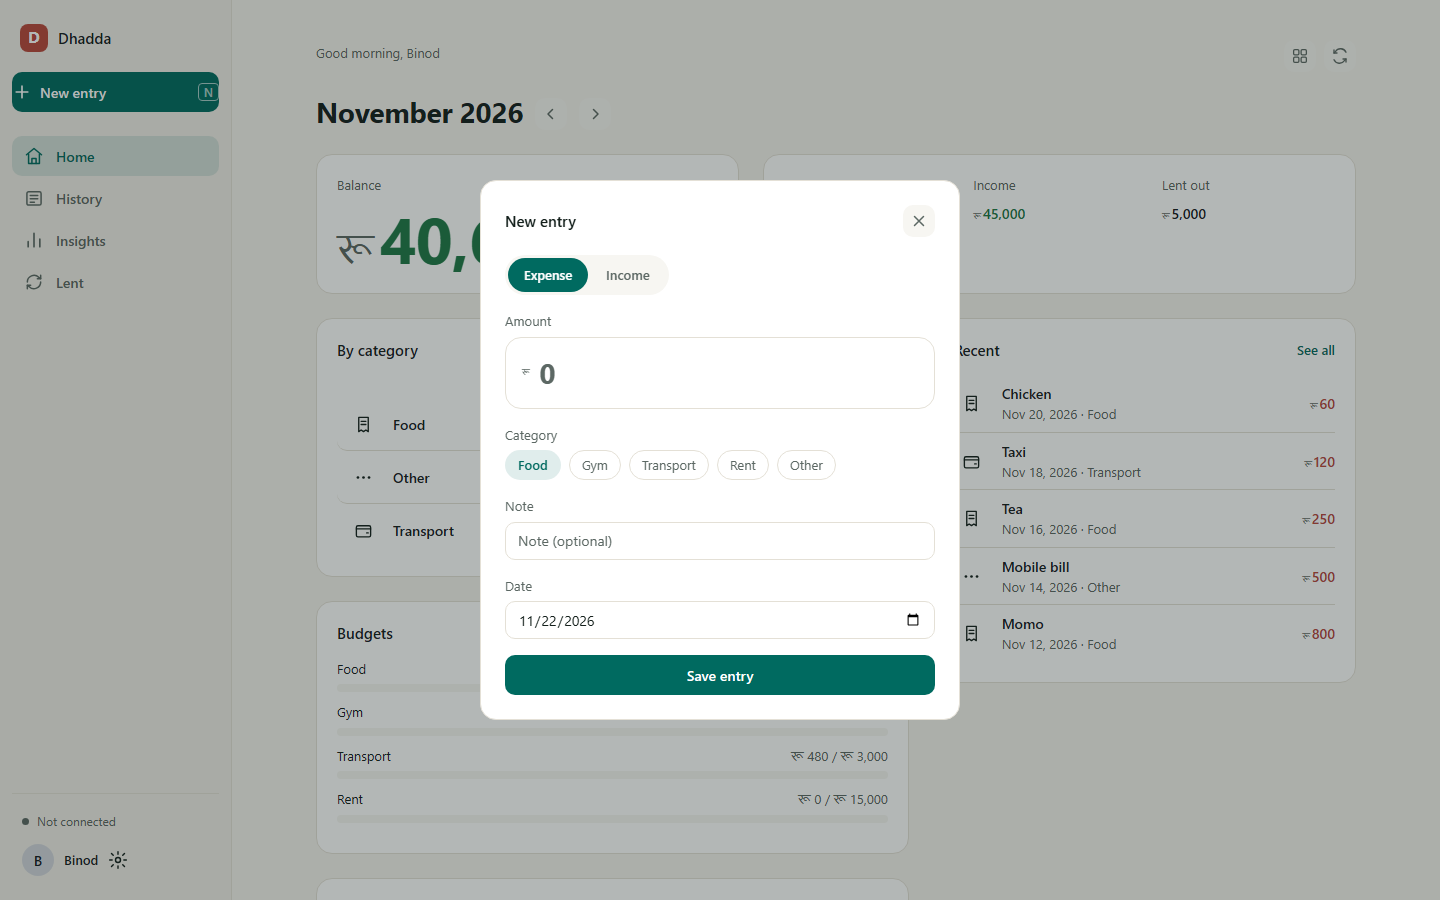 D Dhadda
New entry N
Home
History
Insights
Lent
Not connected
B Binod
Good morning, Binod
November 2026
Balance
रू 40,
Income
रू 45,000
Lent out
रू 5,000
By category
Food
Other
Transport
Budgets
Food
Gym
Transport रू 480 / रू 3,000
Rent रू 0 / रू 15,000
New entry
Expense Income
Amount
रू 0
Category
Food Gym Transport Rent Other
Note
Note (optional)
Date
11/22/2026
Save entry
Recent See all
Chicken
Nov 20, 2026 · Food
रू 60
Taxi
Nov 18, 2026 · Transport
रू 120
Tea
Nov 16, 2026 · Food
रू 250
Mobile bill
Nov 14, 2026 · Other
रू 500
Momo
Nov 12, 2026 · Food
रू 800